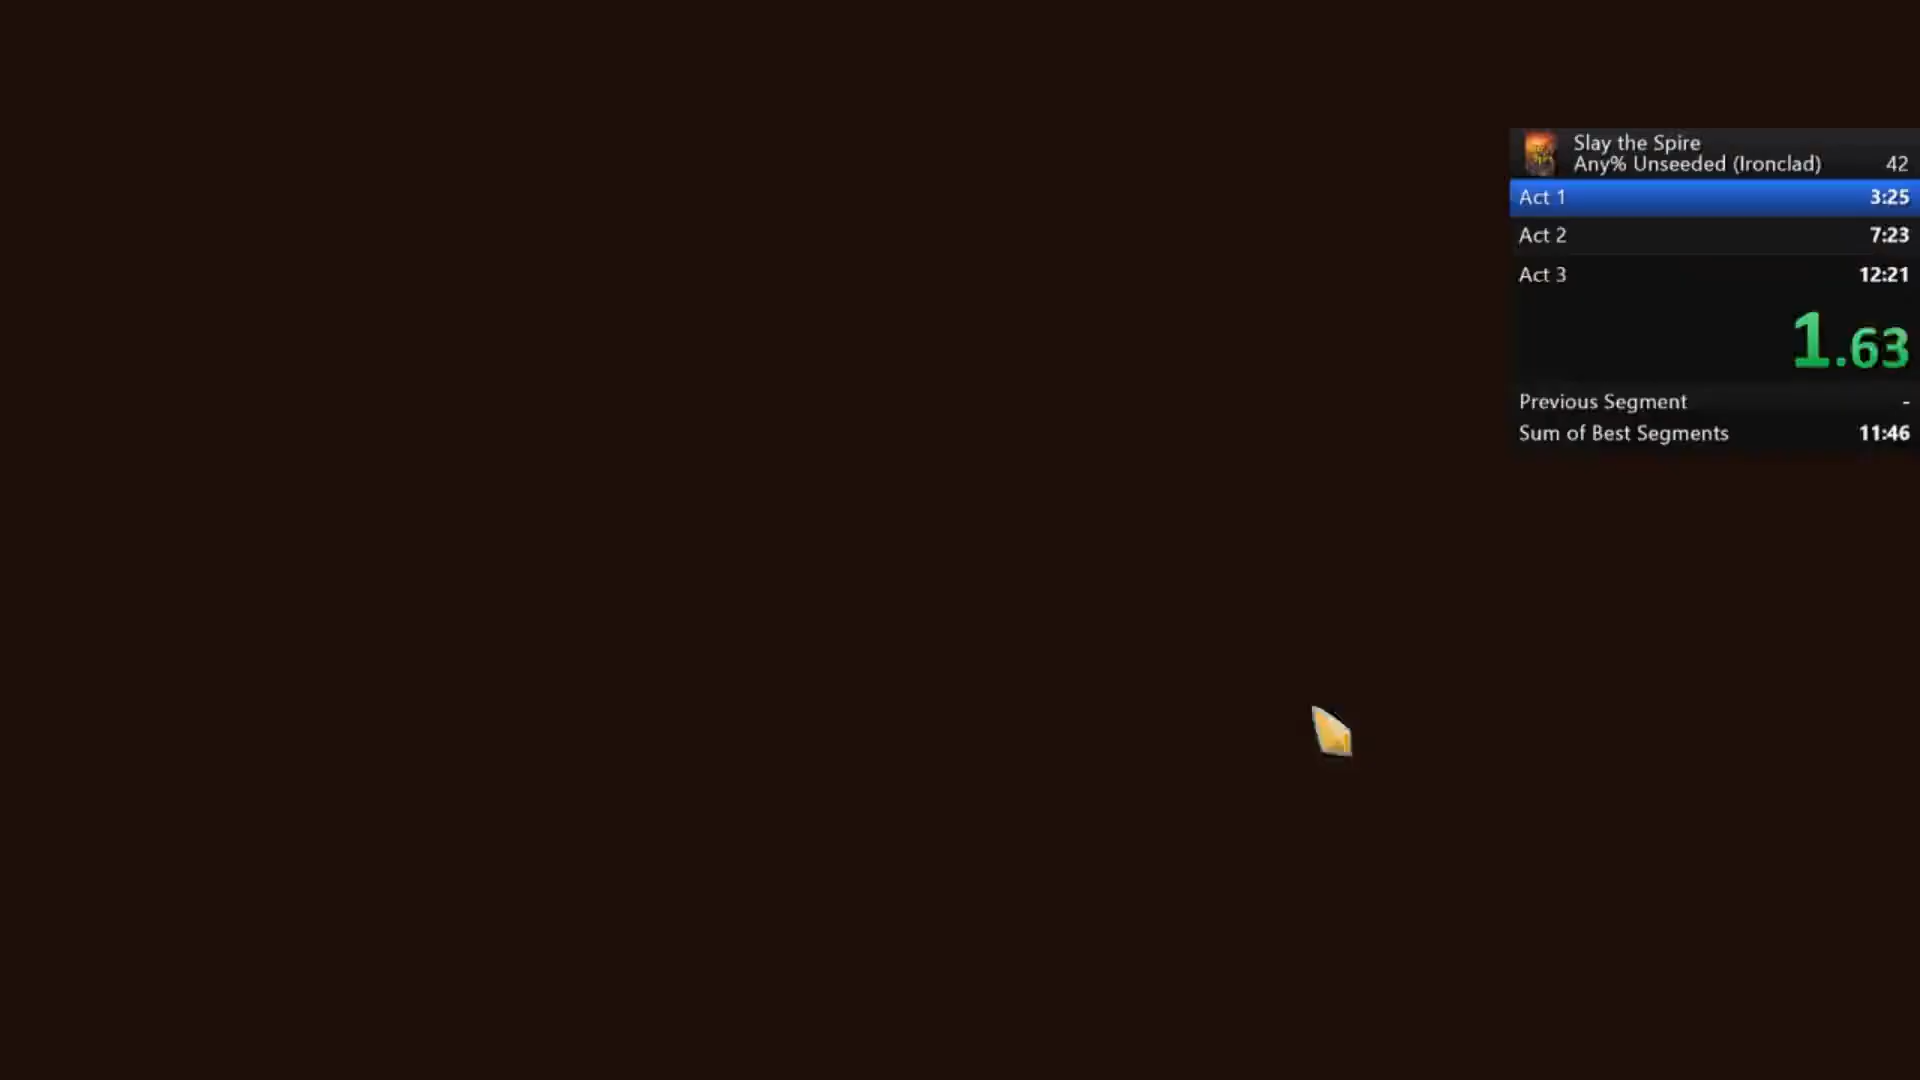 Slay the Spire
Any% Unseeded (Ironclad) 42
Act 1 3:25
Act 2 7:23
Act 3 12:21
1.63
Previous Segment -
Sum of Best Segments 11:46